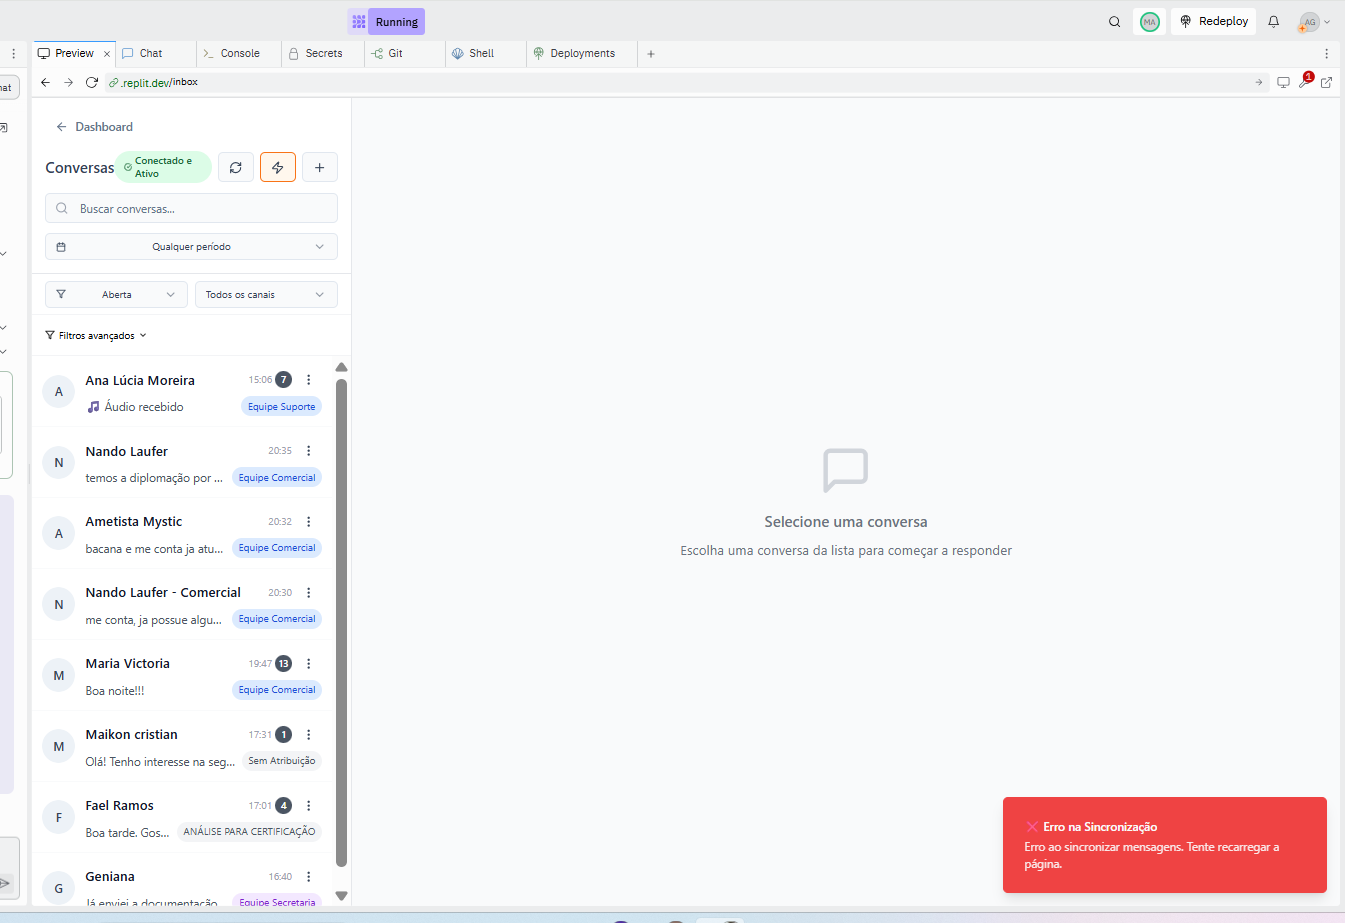 Running
MA
Redeploy
AG
Preview
Chat
Console
Secrets
Git
Shell
Deployments
hat
.replit.dev/inbox
1
Dashboard
Conversas
Conectado e
Ativo
Buscar conversas...
Qualquer período
Aberta
Todos os canais
Filtros avançados
A
Ana Lúcia Moreira
15:06
7
Áudio recebido
Equipe Suporte
N
Nando Laufer
20:35
temos a diplomação por ...
Equipe Comercial
A
Ametista Mystic
20:32
bacana e me conta ja atu...
Equipe Comercial
N
Nando Laufer - Comercial
20:30
me conta, ja possue algu...
Equipe Comercial
M
Maria Victoria
19:47
13
Boa noite!!!
Equipe Comercial
M
Maikon cristian
17:31
1
Olá! Tenho interesse na seg...
Sem Atribuição
F
Fael Ramos
17:01
4
Boa tarde. Gos...
ANÁLISE PARA CERTIFICAÇÃO
G
Geniana
16:40
Já enviei a documentação
Equipe Secretaria
Selecione uma conversa
Escolha uma conversa da lista para começar a responder
Erro na Sincronização
Erro ao sincronizar mensagens. Tente recarregar a
página.